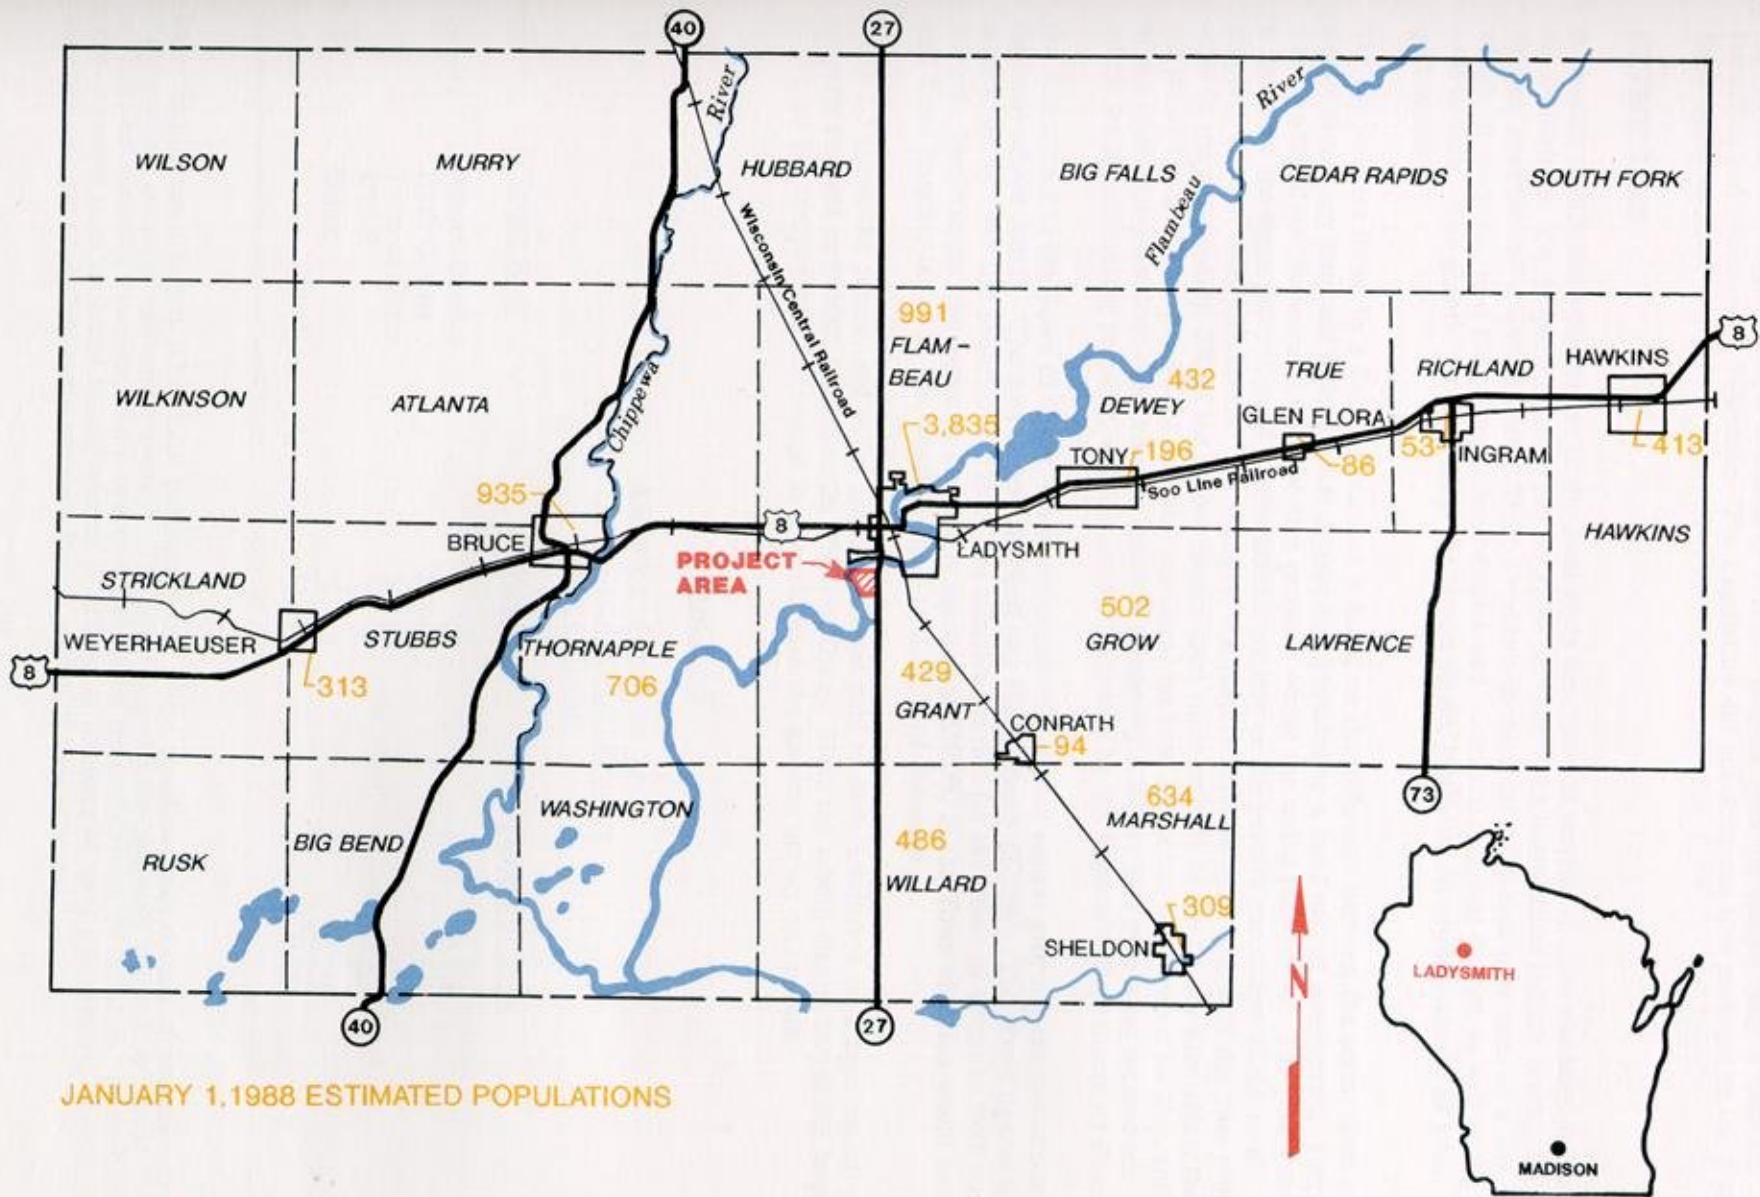 40
27
River
River
WILSON
MURRY
HUBBARD
BIG FALLS
CEDAR RAPIDS
SOUTH FORK
Flambeau
Wisconsin Central Railroad
991
FLAM-
BEAU
8
WILKINSON
ATLANTA
Chippewa
432
DEWEY
TRUE
RICHLAND
HAWKINS
3,835
GLEN FLORA
TONY
196
86
53
INGRAM
413
Soo Line Railroad
935
BRUCE
8
LADYSMITH
HAWKINS
PROJECT
AREA
STRICKLAND
WEYERHAEUSER
8
313
STUBBS
THORNAPPLE
706
502
GROW
LAWRENCE
429
GRANT
CONRATH
94
73
WASHINGTON
634
MARSHALL
RUSK
BIG BEND
486
WILLARD
309
SHELDON
40
27
N
LADYSMITH
MADISON
JANUARY 1,1988 ESTIMATED POPULATIONS